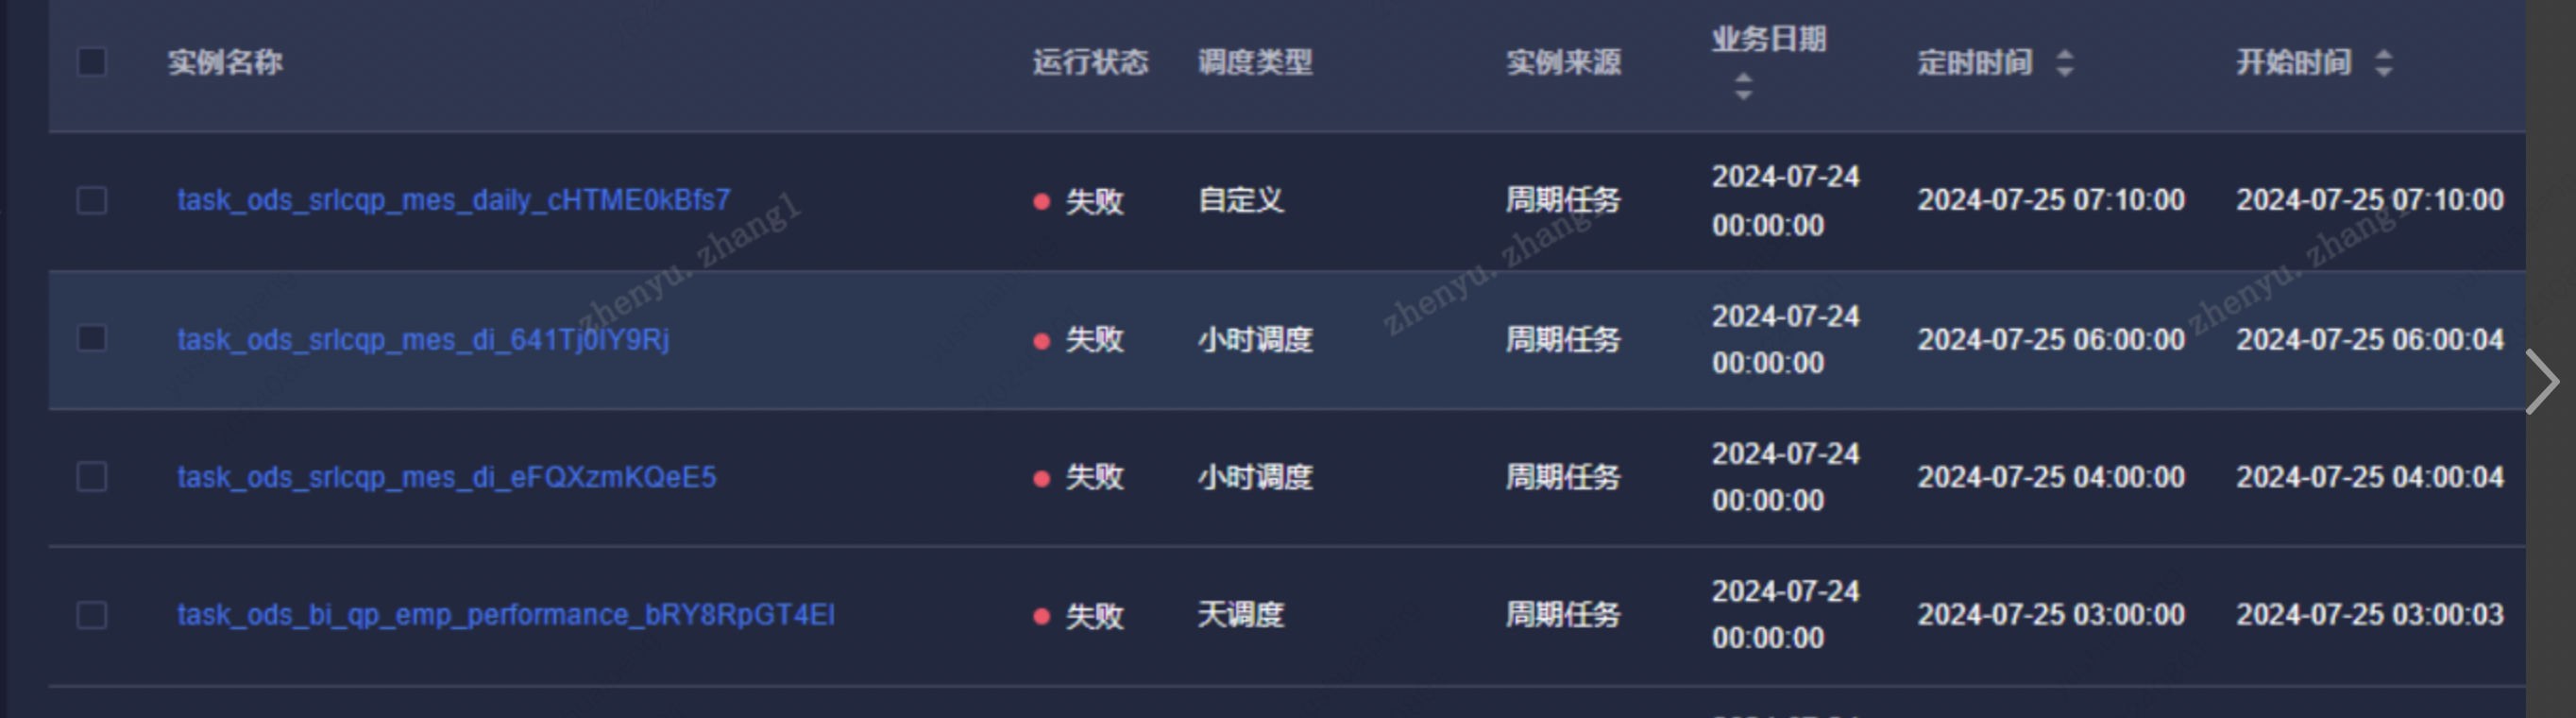 实例名称 运行状态 调度类型 实例来源 业务日期 定时时间 开始时间
task_ods_srlcqp_mes_daily_cHTME0kBfs7 失败 自定义 周期任务 2024-07-24 00:00:00 2024-07-25 07:10:00 2024-07-25 07:10:00
task_ods_srlcqp_mes_di_641Tj0lY9Rj 失败 小时调度 周期任务 2024-07-24 00:00:00 2024-07-25 06:00:00 2024-07-25 06:00:04
task_ods_srlcqp_mes_di_eFQXzmKQeE5 失败 小时调度 周期任务 2024-07-24 00:00:00 2024-07-25 04:00:00 2024-07-25 04:00:04
task_ods_bi_qp_emp_performance_bRY8RpGT4El 失败 天调度 周期任务 2024-07-24 00:00:00 2024-07-25 03:00:00 2024-07-25 03:00:03
zhenyu. zhang1
zhenyu. zhang1
zhenyu. zhang1